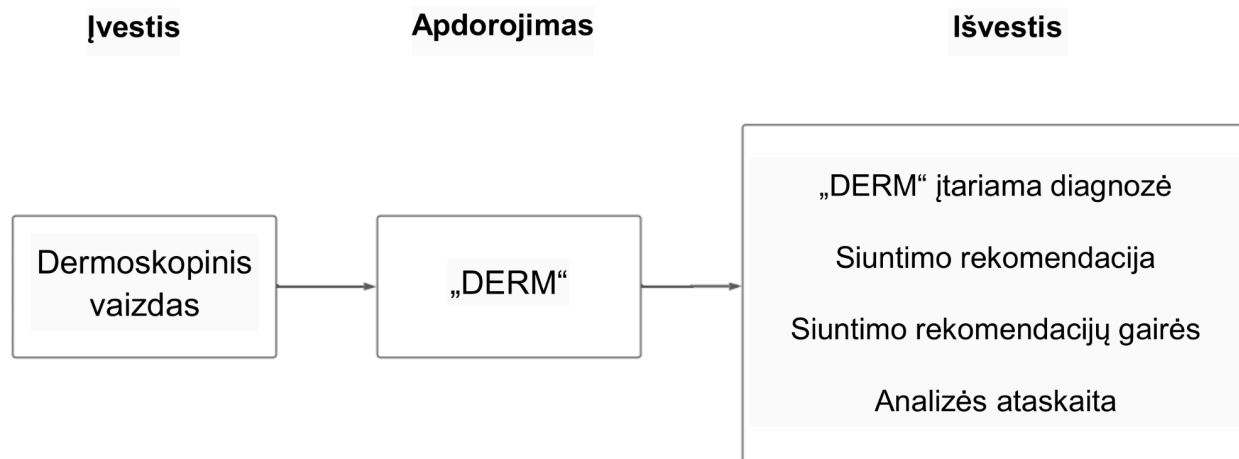 Įvestis
Apdorojimas
Išvestis
Dermoskopinis
vaizdas
„DERM“
„DERM“ įtariama diagnozė
Siuntimo rekomendacija
Siuntimo rekomendacijų gairės
Analizės ataskaita